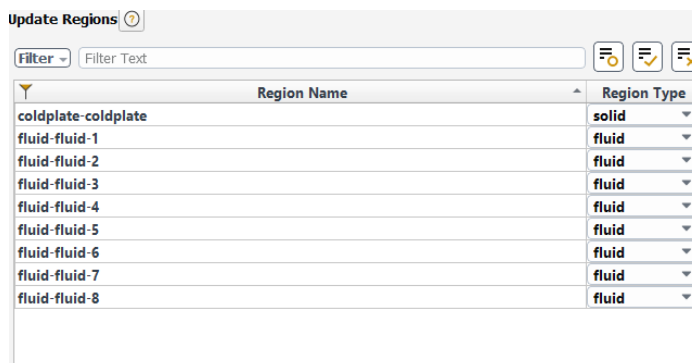 Update Regions ?
Filter Filter Text
Region Name Region Type
coldplate-coldplate solid
fluid-fluid-1 fluid
fluid-fluid-2 fluid
fluid-fluid-3 fluid
fluid-fluid-4 fluid
fluid-fluid-5 fluid
fluid-fluid-6 fluid
fluid-fluid-7 fluid
fluid-fluid-8 fluid